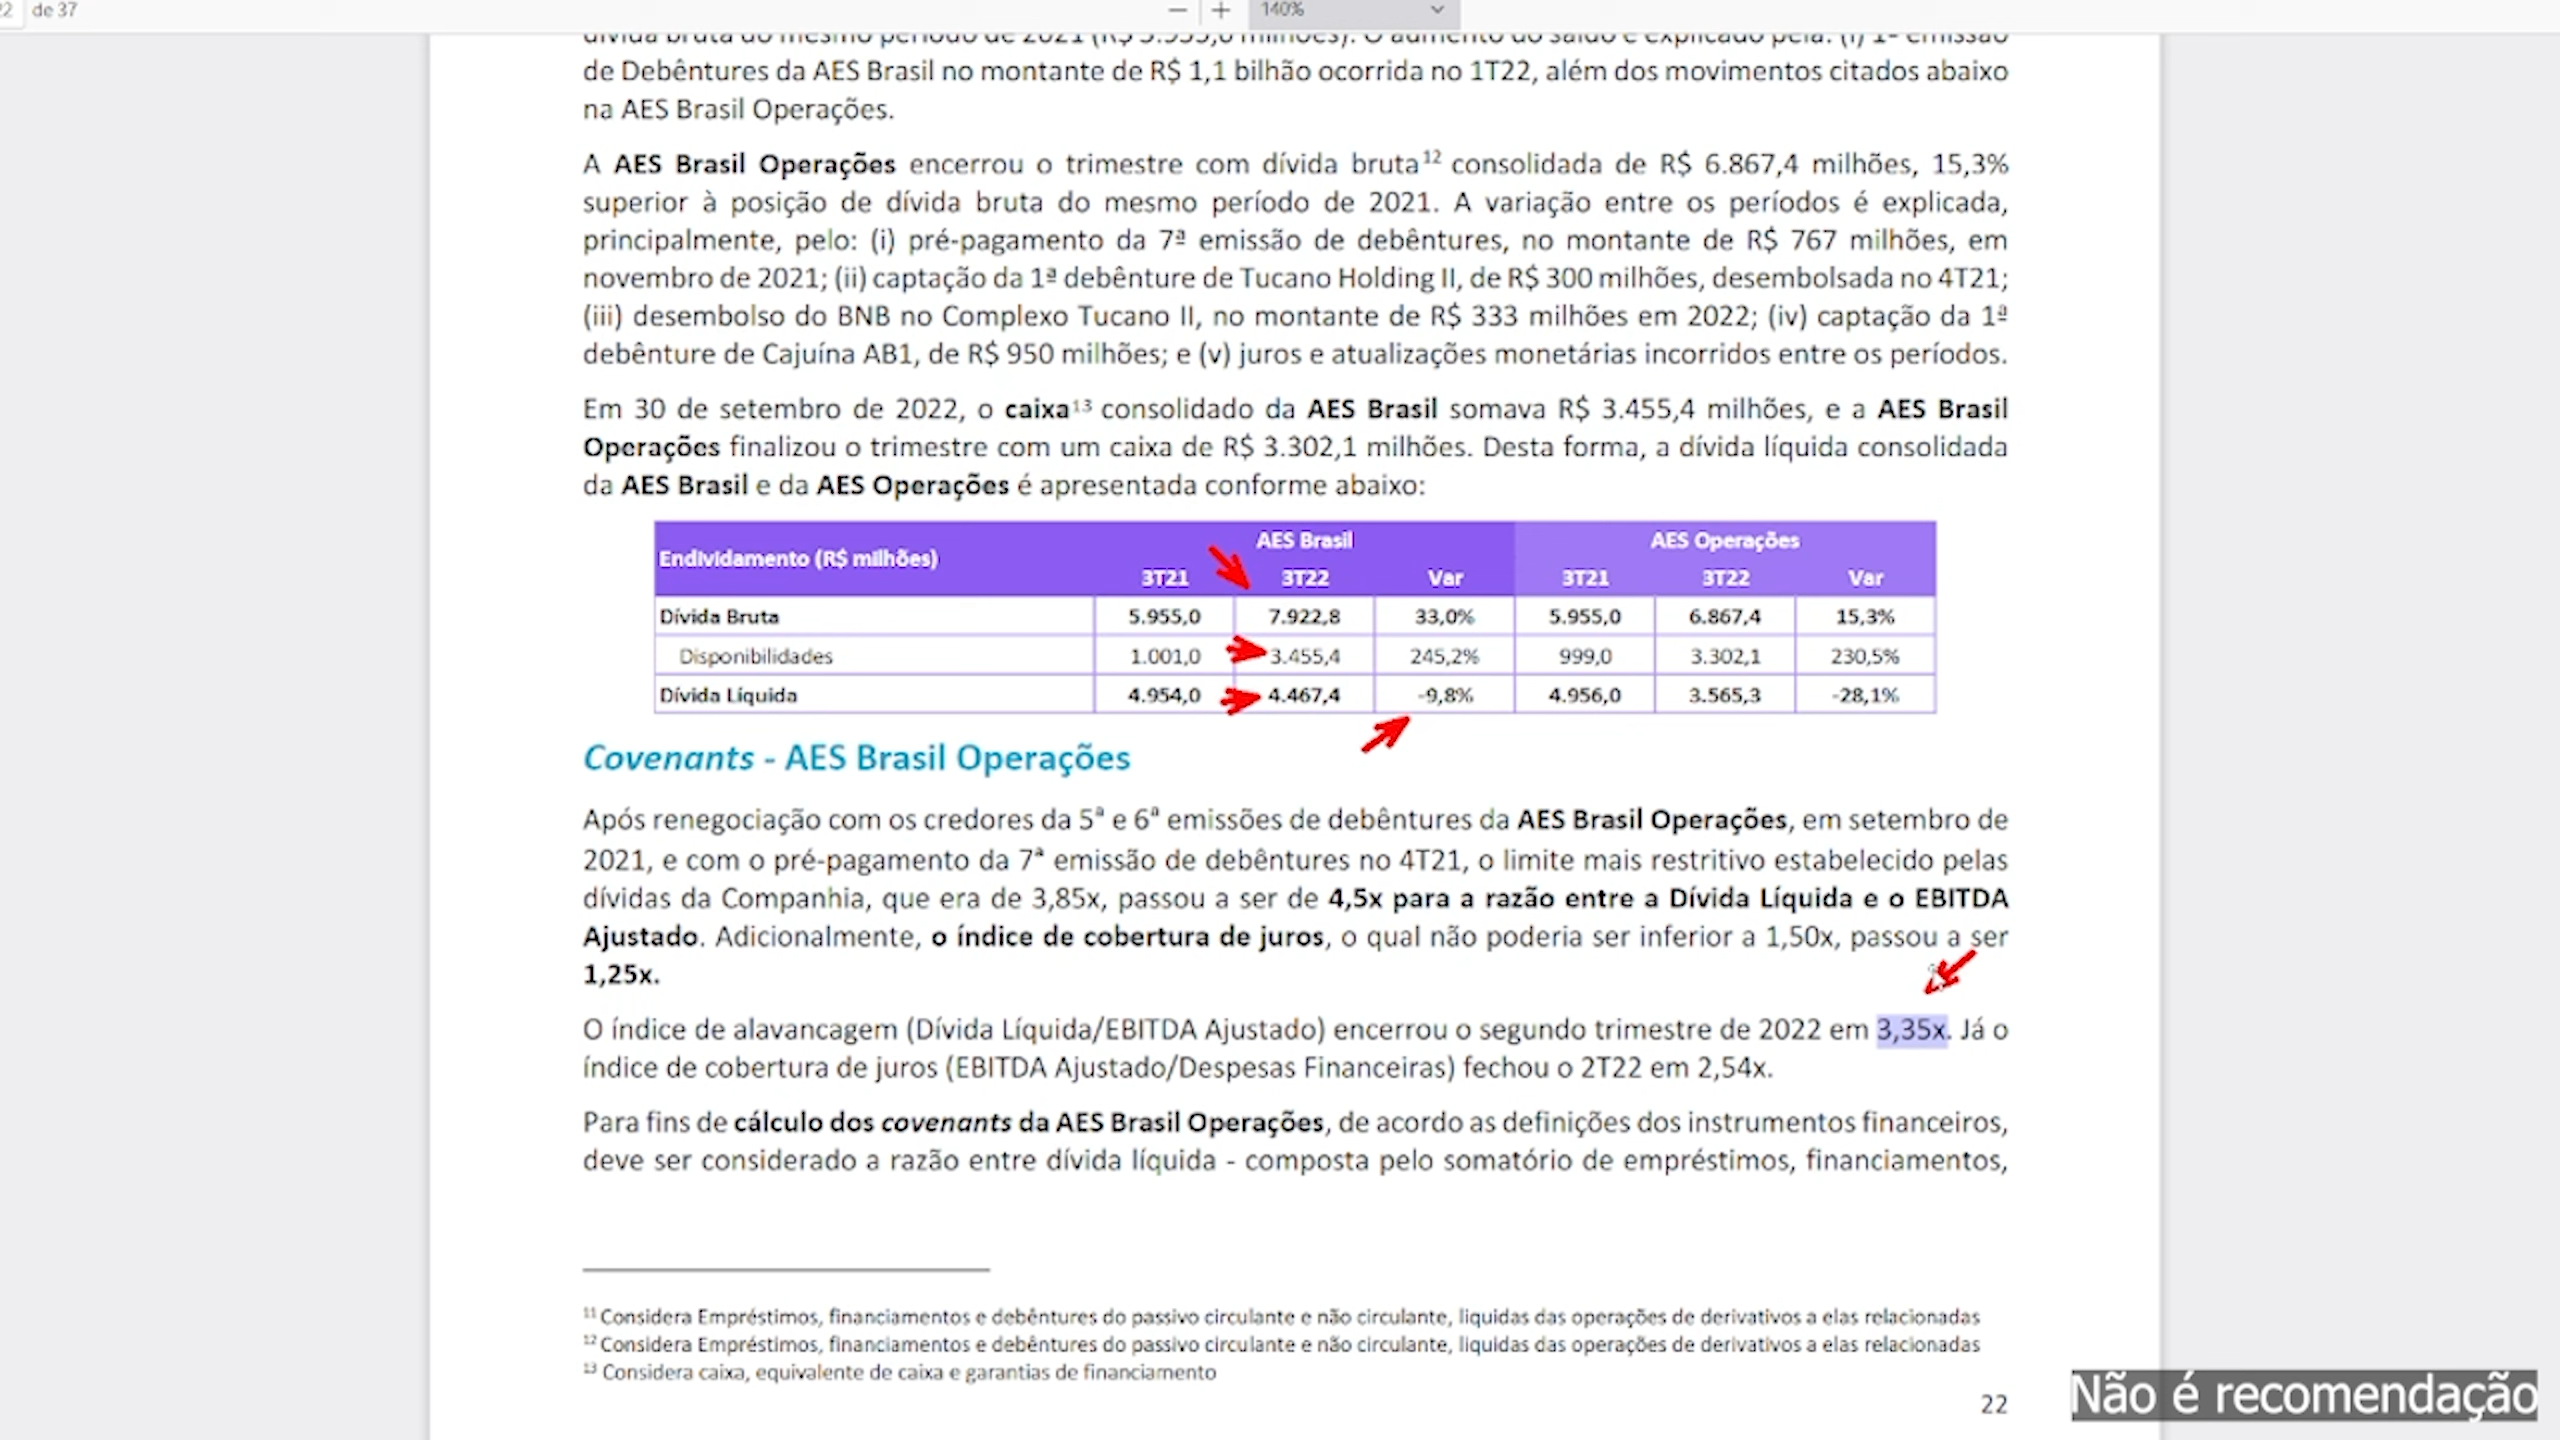 22 de 37
140%
dívida bruta do mesmo período de 2021 (R$ 5.955,0 milhões). O aumento do saldo é explicado pela: (i) 1ª emissão
de Debêntures da AES Brasil no montante de R$ 1,1 bilhão ocorrida no 1T22, além dos movimentos citados abaixo
na AES Brasil Operações.
A AES Brasil Operações encerrou o trimestre com dívida bruta¹² consolidada de R$ 6.867,4 milhões, 15,3%
superior à posição de dívida bruta do mesmo período de 2021. A variação entre os períodos é explicada,
principalmente, pelo: (i) pré-pagamento da 7ª emissão de debêntures, no montante de R$ 767 milhões, em
novembro de 2021; (ii) captação da 1ª debênture de Tucano Holding II, de R$ 300 milhões, desembolsada no 4T21;
(iii) desembolso do BNB no Complexo Tucano II, no montante de R$ 333 milhões em 2022; (iv) captação da 1ª
debênture de Cajuína AB1, de R$ 950 milhões; e (v) juros e atualizações monetárias incorridos entre os períodos.
Em 30 de setembro de 2022, o caixa¹³ consolidado da AES Brasil somava R$ 3.455,4 milhões, e a AES Brasil
Operações finalizou o trimestre com um caixa de R$ 3.302,1 milhões. Desta forma, a dívida líquida consolidada
da AES Brasil e da AES Operações é apresentada conforme abaixo:
Endividamento (R$ milhões) AES Brasil AES Operações
3T21 3T22 Var 3T21 3T22 Var
Dívida Bruta 5.955,0 7.922,8 33,0% 5.955,0 6.867,4 15,3%
Disponibilidades 1.001,0 3.455,4 245,2% 999,0 3.302,1 230,5%
Dívida Líquida 4.954,0 4.467,4 -9,8% 4.956,0 3.565,3 -28,1%
Covenants - AES Brasil Operações
Após renegociação com os credores da 5ª e 6ª emissões de debêntures da AES Brasil Operações, em setembro de
2021, e com o pré-pagamento da 7ª emissão de debêntures no 4T21, o limite mais restritivo estabelecido pelas
dívidas da Companhia, que era de 3,85x, passou a ser de 4,5x para a razão entre a Dívida Líquida e o EBITDA
Ajustado. Adicionalmente, o índice de cobertura de juros, o qual não poderia ser inferior a 1,50x, passou a ser
1,25x.
O índice de alavancagem (Dívida Líquida/EBITDA Ajustado) encerrou o segundo trimestre de 2022 em 3,35x. Já o
índice de cobertura de juros (EBITDA Ajustado/Despesas Financeiras) fechou o 2T22 em 2,54x.
Para fins de cálculo dos covenants da AES Brasil Operações, de acordo as definições dos instrumentos financeiros,
deve ser considerado a razão entre dívida líquida - composta pelo somatório de empréstimos, financiamentos,
¹¹ Considera Empréstimos, financiamentos e debêntures do passivo circulante e não circulante, liquidas das operações de derivativos a elas relacionadas
¹² Considera Empréstimos, financiamentos e debêntures do passivo circulante e não circulante, liquidas das operações de derivativos a elas relacionadas
¹³ Considera caixa, equivalente de caixa e garantias de financiamento
22
Não é recomendação